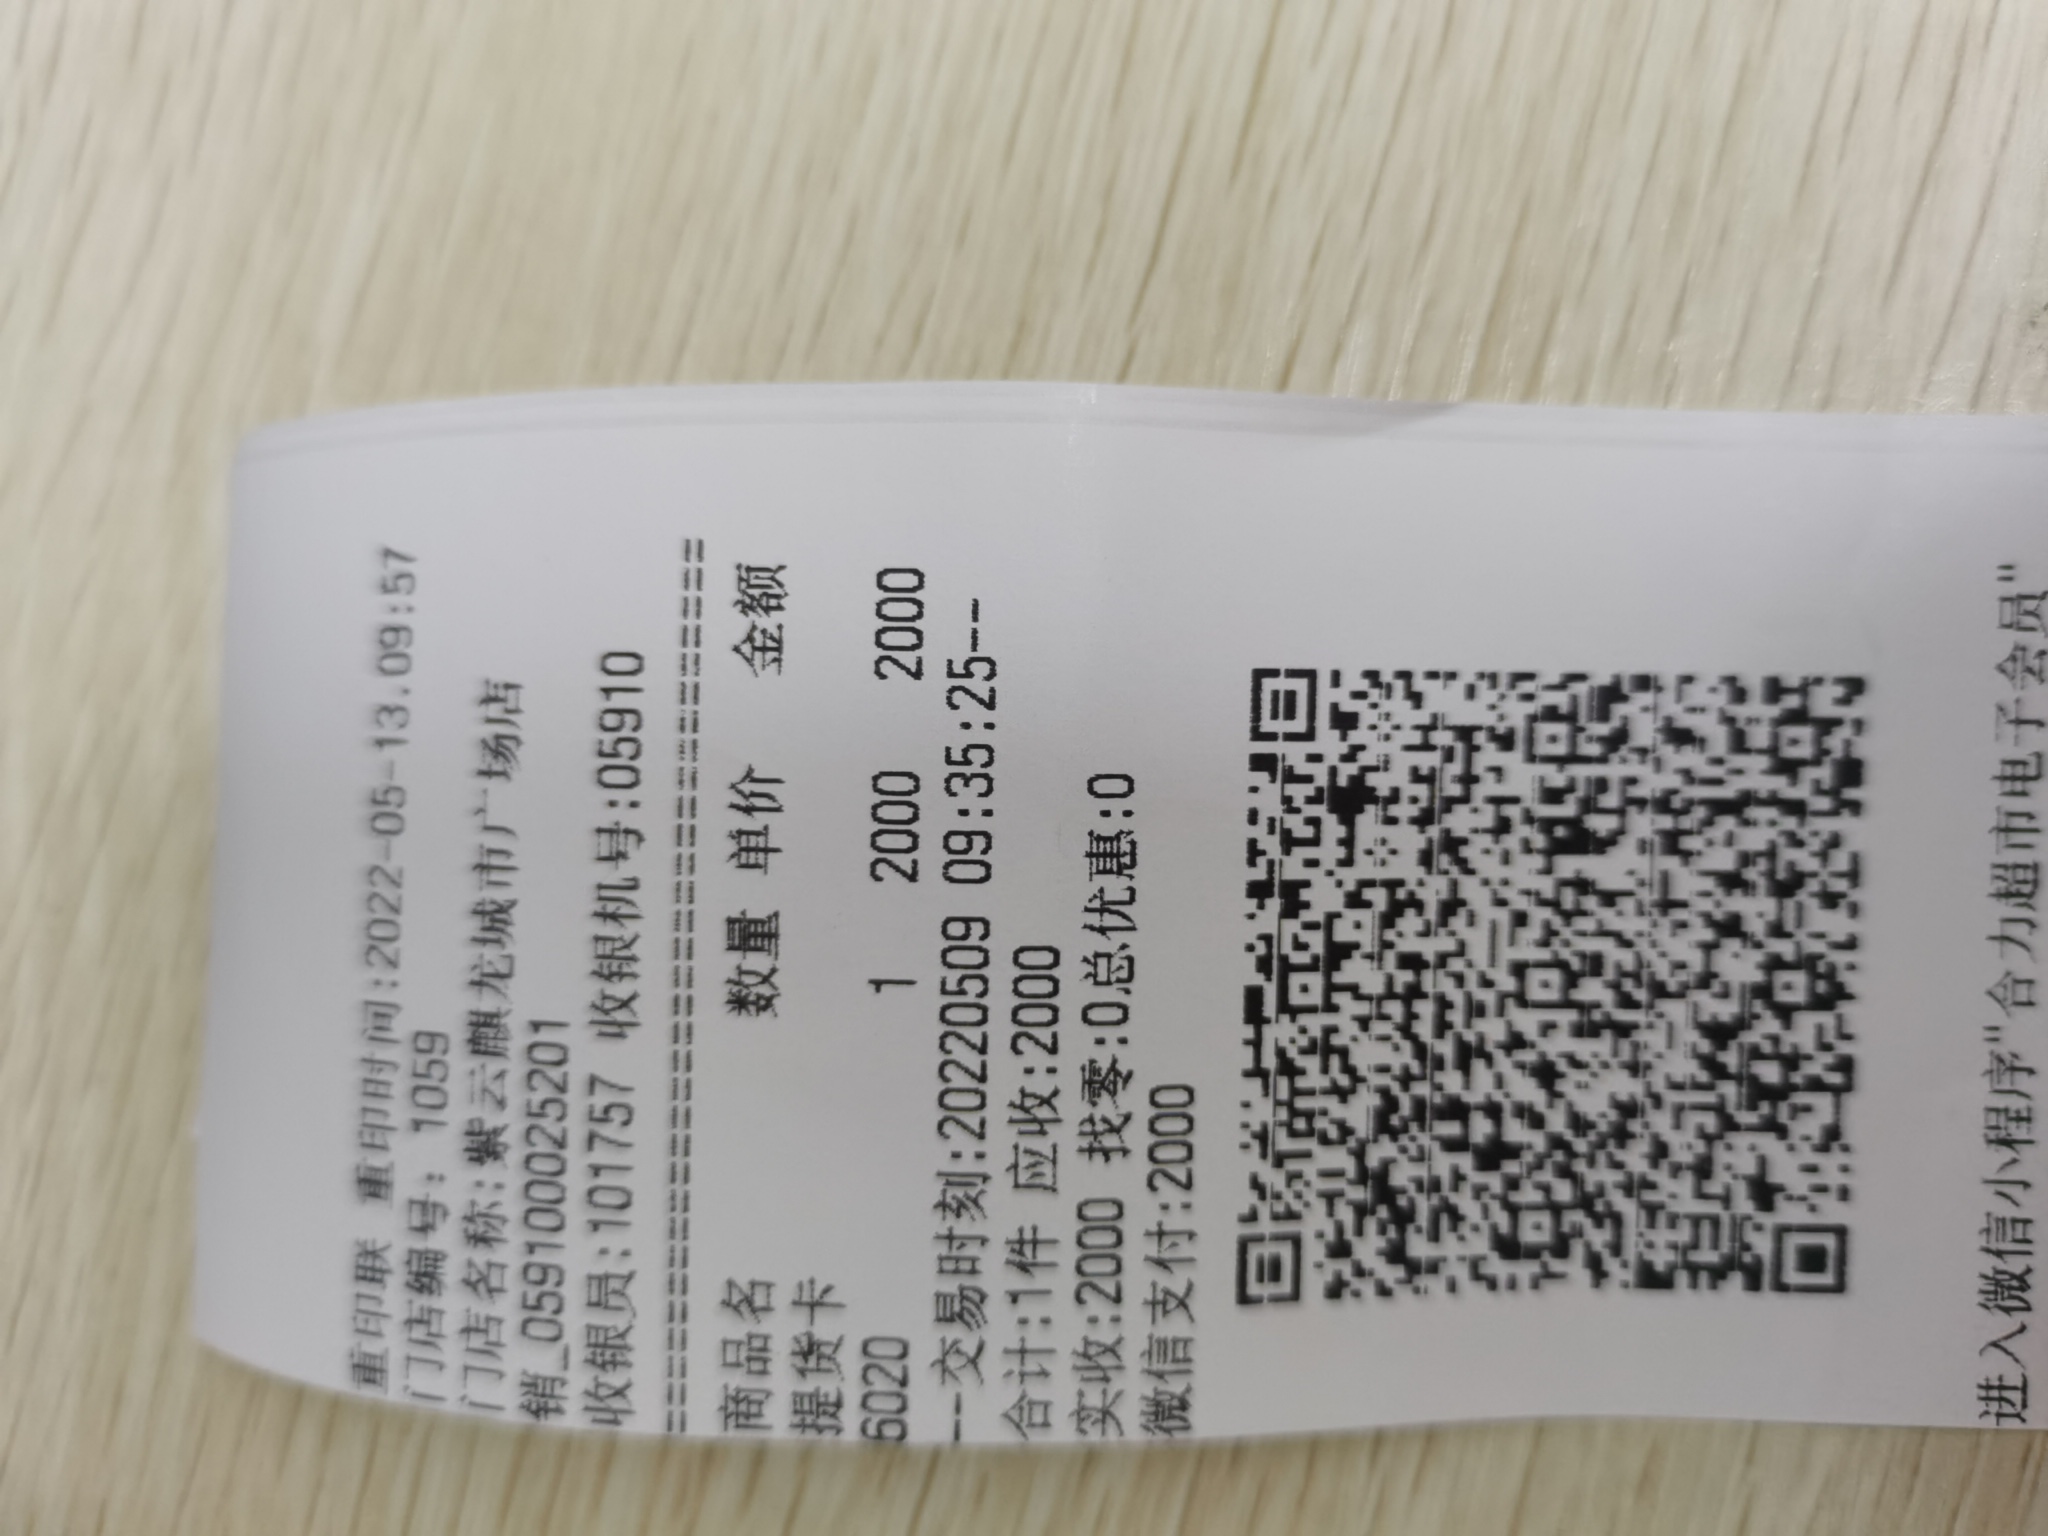 重印联 重印时间:2022-05-13.09:57
门店编号: 1059
门店名称:紫云麒龙城市广场店
销_0591000025201
收银员:101757 收银机号:05910
================================================
商品名 数量 单价 金额
提货卡
6020 1 2000 2000
--交易时刻:20220509 09:35:25---
合计:1件 应收:2000
实收:2000 找零:0总优惠:0
微信支付:2000
进入微信小程序"合力超市电子会员"